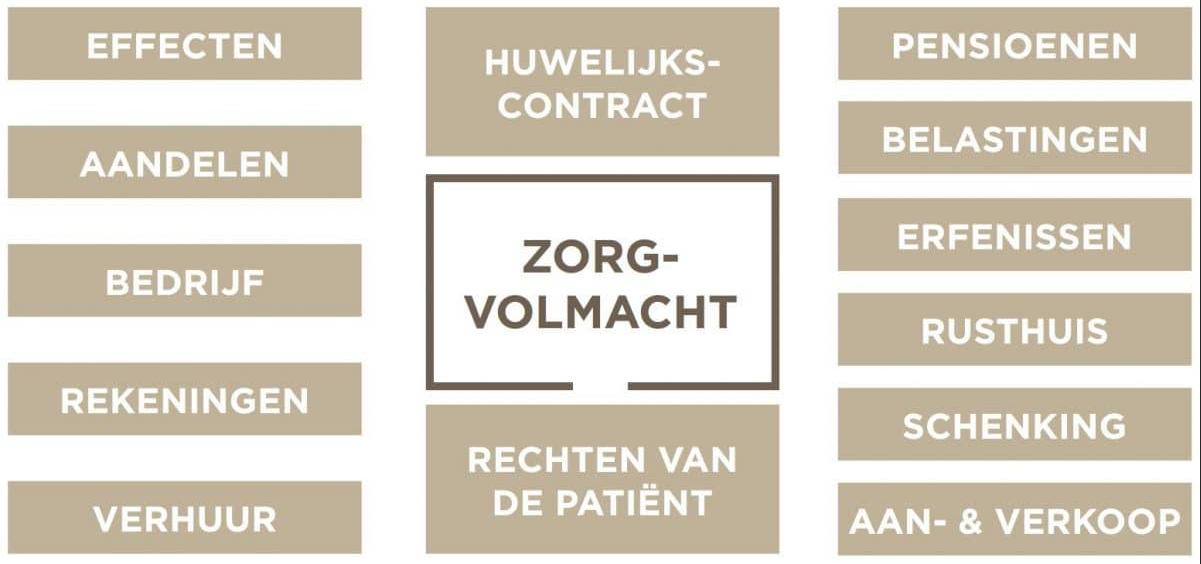 EFFECTEN
AANDELEN
BEDRIJF
REKENINGEN
VERHUUR
HUWELIJKS-
CONTRACT
ZORG-
VOLMACHT
RECHTEN VAN
DE PATIËNT
PENSIOENEN
BELASTINGEN
ERFENISSEN
RUSTHUIS
SCHENKING
AAN- & VERKOOP